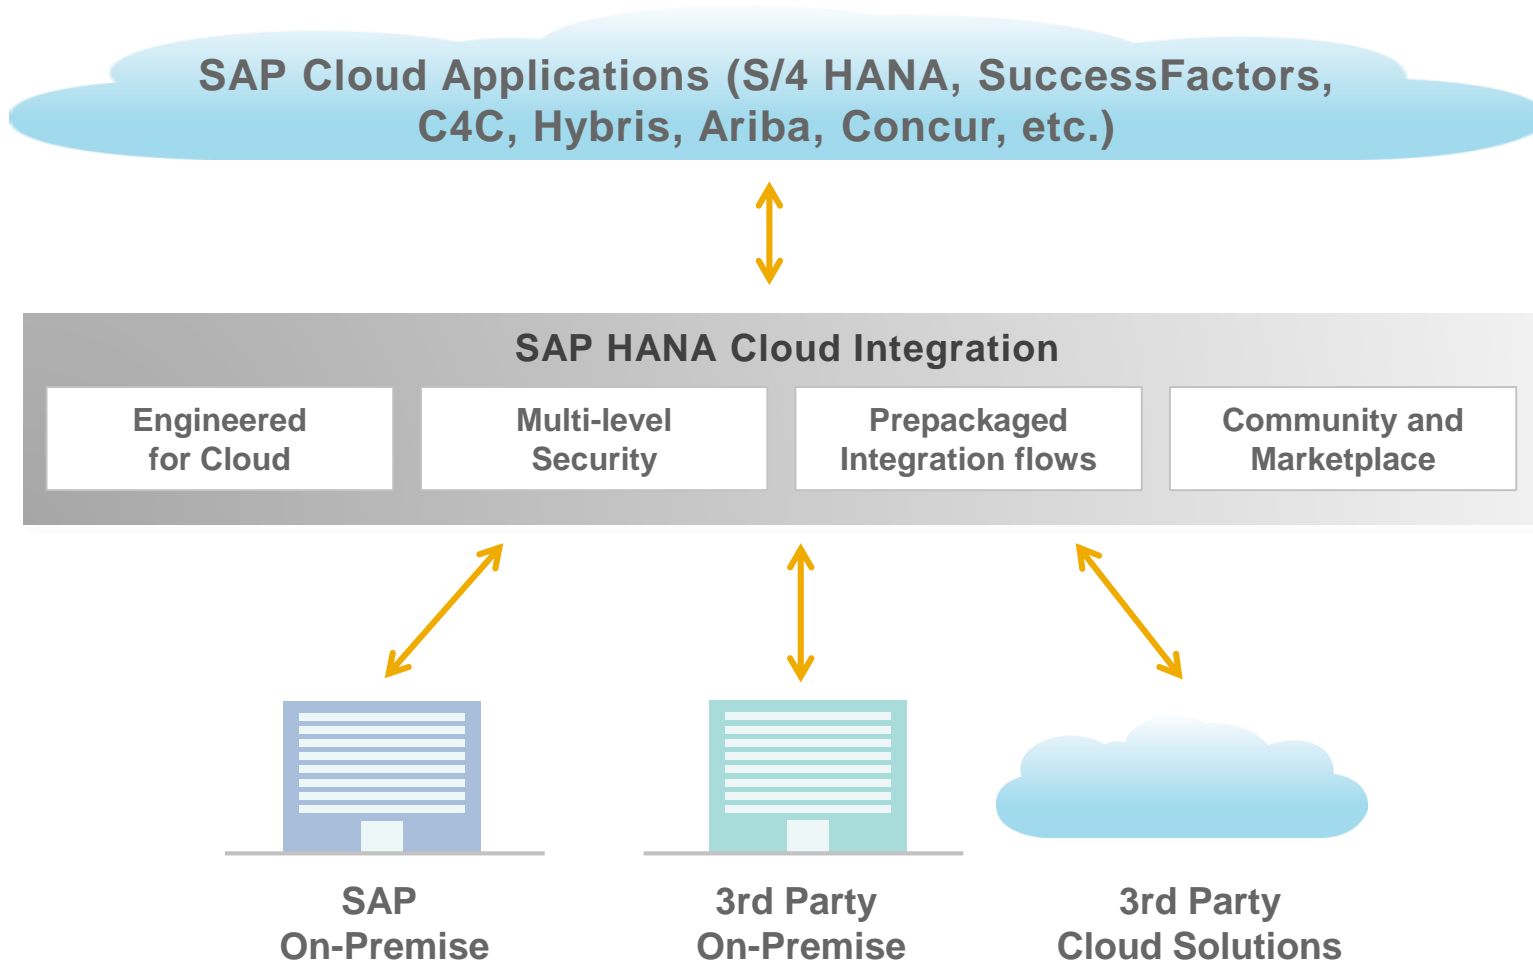 SAP Cloud Applications (S/4 HANA, SuccessFactors,
C4C, Hybris, Ariba, Concur, etc.)
SAP HANA Cloud Integration
Engineered
for Cloud
Multi-level
Security
Prepackaged
Integration flows
Community and
Marketplace
SAP
On-Premise
3rd Party
On-Premise
3rd Party
Cloud Solutions